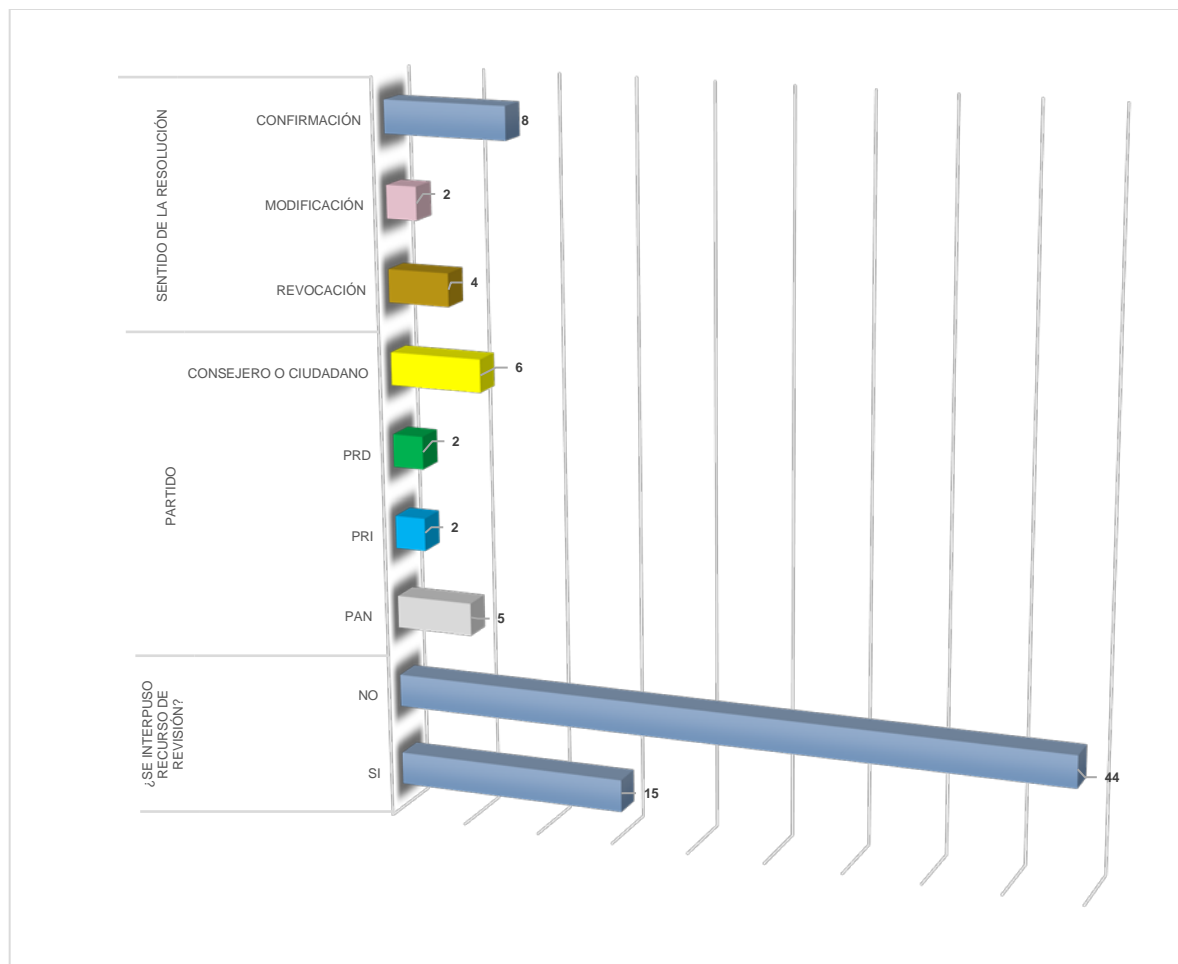 SENTIDO DE LA RESOLUCIÓN
CONFIRMACIÓN
8
MODIFICACIÓN
2
REVOCACIÓN
4
PARTIDO
CONSEJERO O CIUDADANO
6
PRD
2
PRI
2
PAN
5
¿SE INTERPUSO
RECURSO DE
REVISIÓN?
NO
44
SI
15